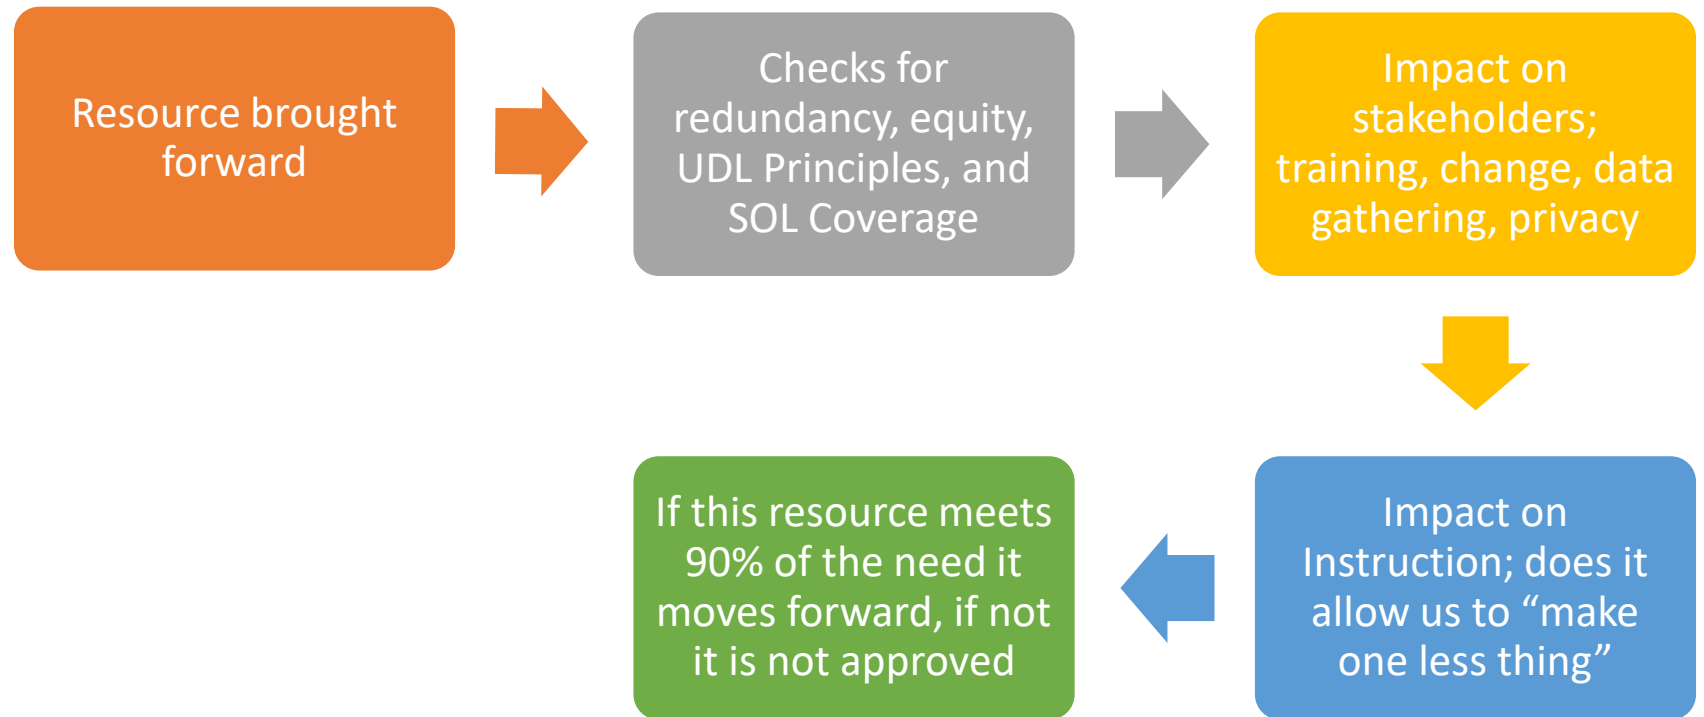 Resource brought
forward
Checks for
redundancy, equity,
UDL Principles, and
SOL Coverage
Impact on
stakeholders;
training, change, data
gathering, privacy
Impact on
Instruction; does it
allow us to “make
one less thing”
If this resource meets
90% of the need it
moves forward, if not
it is not approved